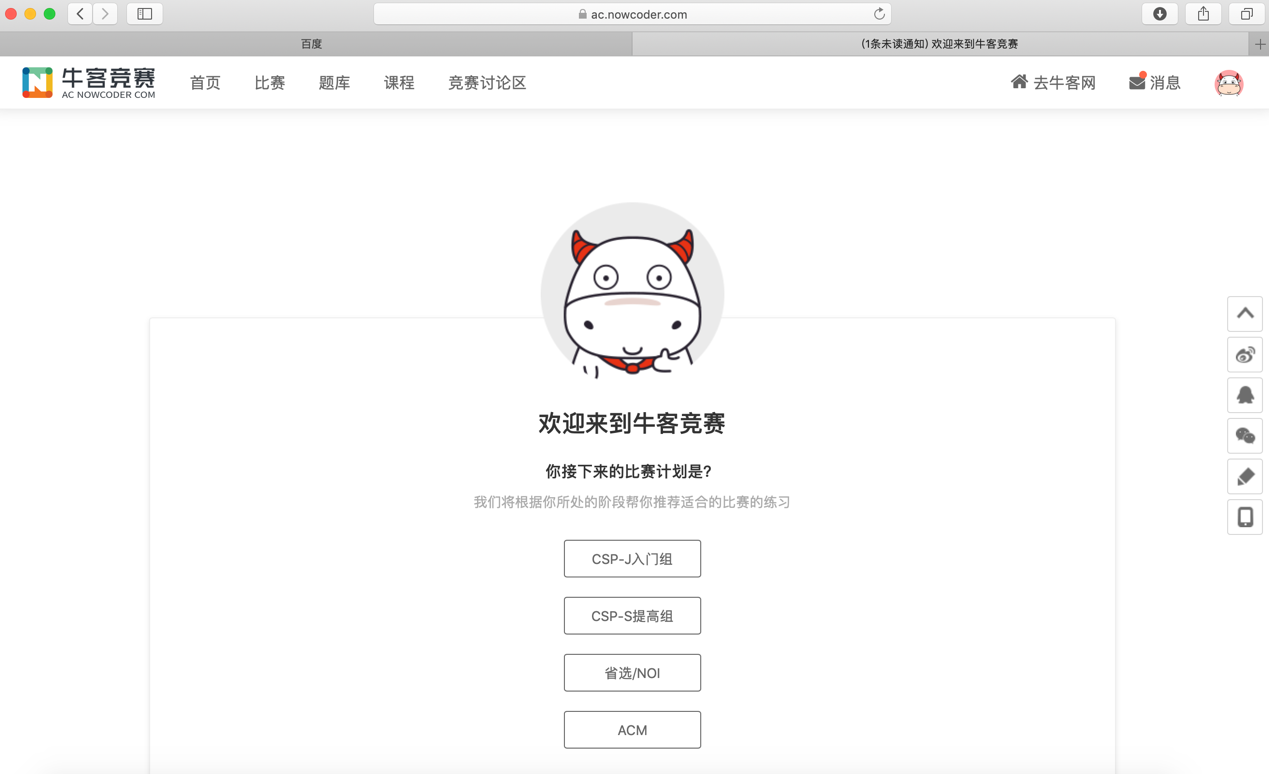 ac.nowcoder.com
百度
(1条未读通知) 欢迎来到牛客竞赛
牛客竞赛
AC NOWCODER COM
首页 比赛 题库 课程 竞赛讨论区 去牛客网 消息
欢迎来到牛客竞赛
你接下来的比赛计划是?
我们将根据你所处的阶段帮你推荐适合的比赛的练习
CSP-J入门组
CSP-S提高组
省选/NOI
ACM